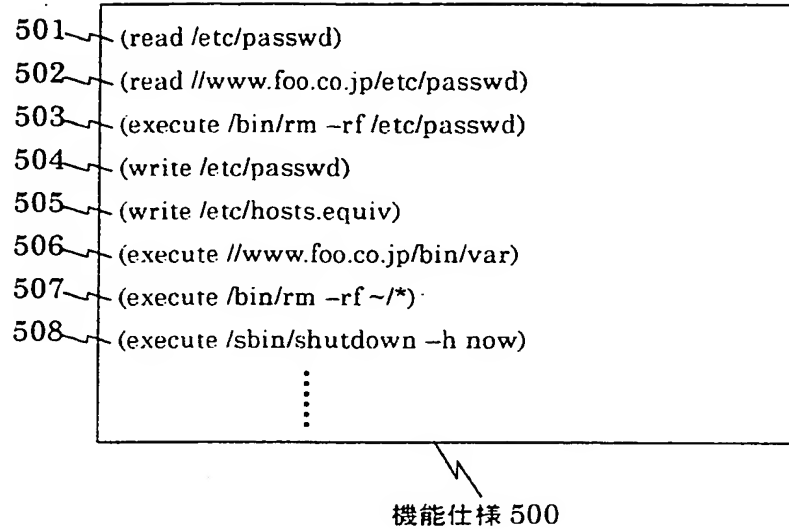 501 (read /etc/passwd)
502 (read //www.foo.co.jp/etc/passwd)
503 (execute /bin/rm –rf /etc/passwd)
504 (write /etc/passwd)
505 (write /etc/hosts.equiv)
506 (execute //www.foo.co.jp/bin/var)
507 (execute /bin/rm –rf ~/*)
508 (execute /sbin/shutdown –h now)
機能仕様 500